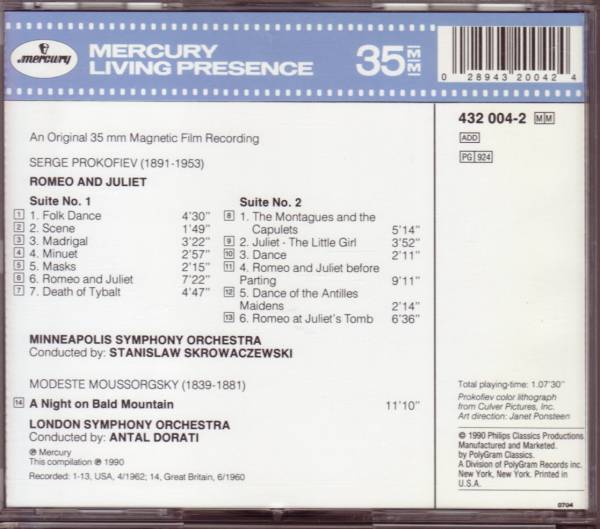 mercury
MERCURY
LIVING PRESENCE
35 MM
0 28943 20042 4
432 004-2 MM
ADD
PG 924
An Original 35 mm Magnetic Film Recording
SERGE PROKOFIEV (1891-1953)
ROMEO AND JULIET
Suite No. 1
1 1. Folk Dance 4'30"
2 2. Scene 1'49"
3 3. Madrigal 3'22"
4 4. Minuet 2'57"
5 5. Masks 2'15"
6 6. Romeo and Juliet 7'22"
7 7. Death of Tybalt 4'47"
Suite No. 2
8 1. The Montagues and the
Capulets 5'14"
9 2. Juliet - The Little Girl 3'52"
10 3. Dance 2'11"
11 4. Romeo and Juliet before
Parting 9'11"
12 5. Dance of the Antilles
Maidens 2'14"
13 6. Romeo at Juliet's Tomb 6'36"
MINNEAPOLIS SYMPHONY ORCHESTRA
Conducted by: STANISLAW SKROWACZEWSKI
MODESTE MOUSSORGSKY (1839-1881)
14 A Night on Bald Mountain 11'10"
LONDON SYMPHONY ORCHESTRA
Conducted by: ANTAL DORATI
℗ Mercury
This compilation ℗ 1990
Recorded: 1-13, USA, 4/1962; 14, Great Britain, 6/1960
Total playing-time: 1.07'30"
Prokofiev color lithograph
from Culver Pictures, Inc.
Art direction: Janet Ponsteen
© 1990 Philips Classics Productions
Manufactured and Marketed.
by PolyGram Classics.
A Division of PolyGram Records inc.
New York, New York. Printed in
U.S.A.
0704